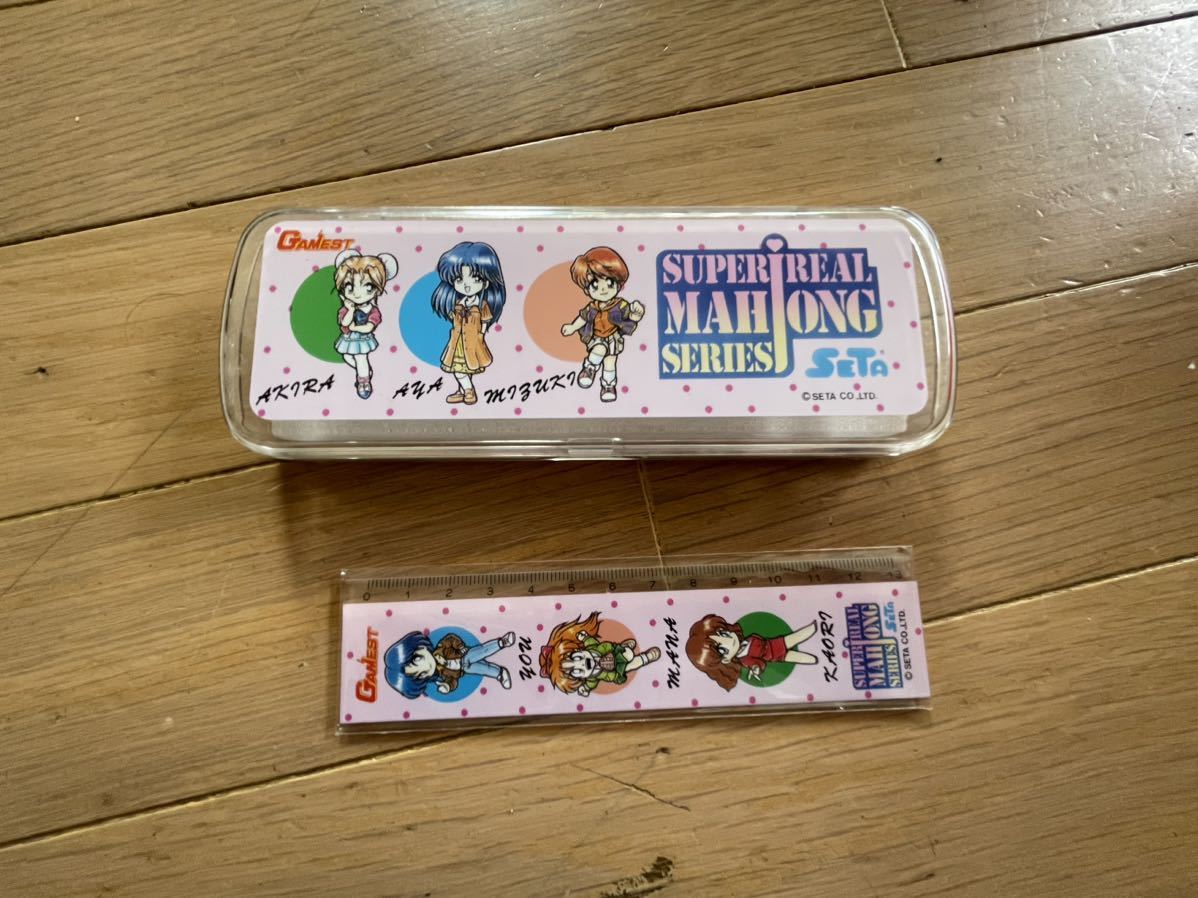 GAMEST
AKIRA
AYA
MIZUKI
SUPER REAL
MAHJONG
SERIES
SETA
© SETA CO.,LTD.
0 1 2 3 4 5 6 7 8 9 10 11 12 13
GAMEST
YOU
MANA
KAORI
SUPER REAL
MAHJONG
SERIES
SETA
© SETA CO.,LTD.